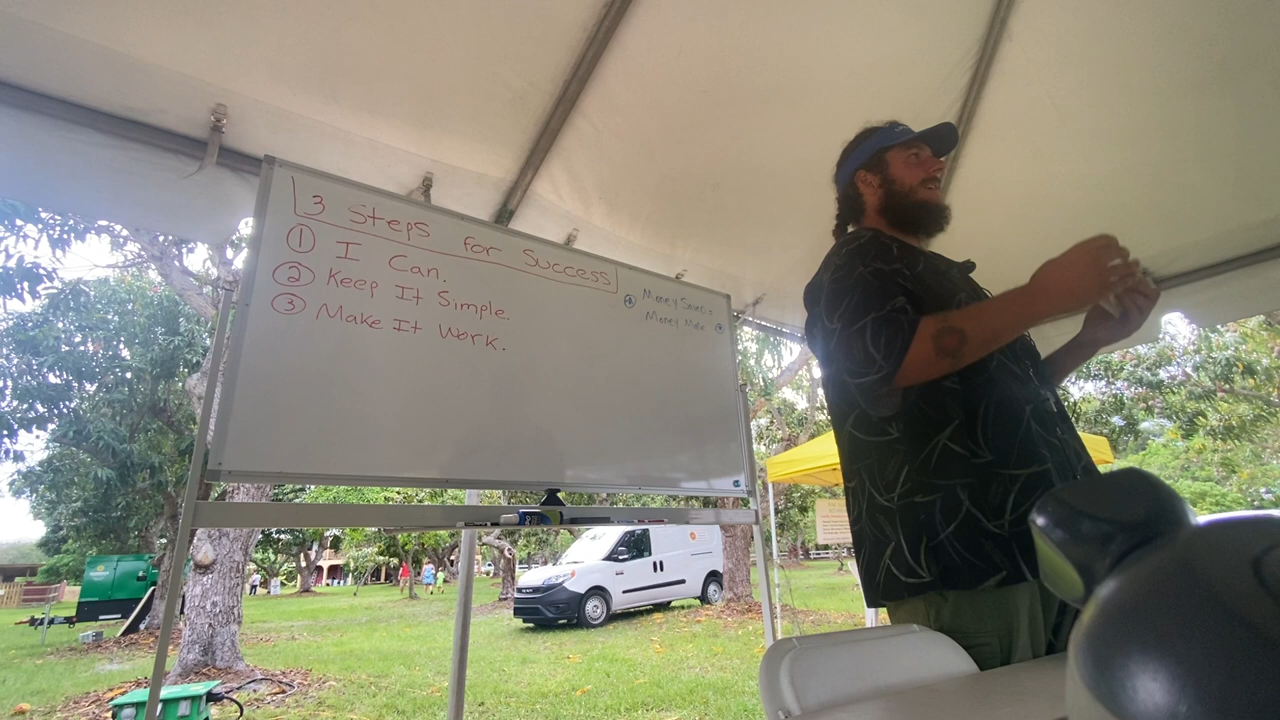 3 Steps for Success
1 I Can.
2 Keep It Simple.
3 Make It Work.
Money Saved =
Money Made